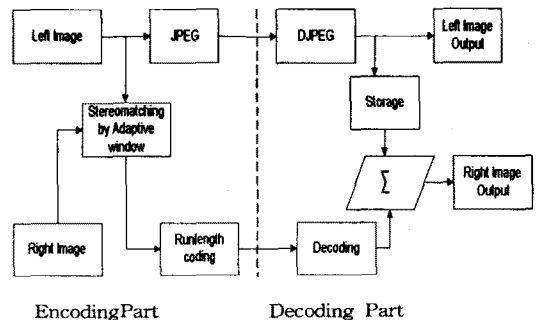 Left Image
JPEG
DJPEG
Left Image
Output
Stereomatching
by Adaptive
window
Storage
Σ
Right Image
Output
Right Image
Runlength
coding
Decoding
EncodingPart
Decoding Part